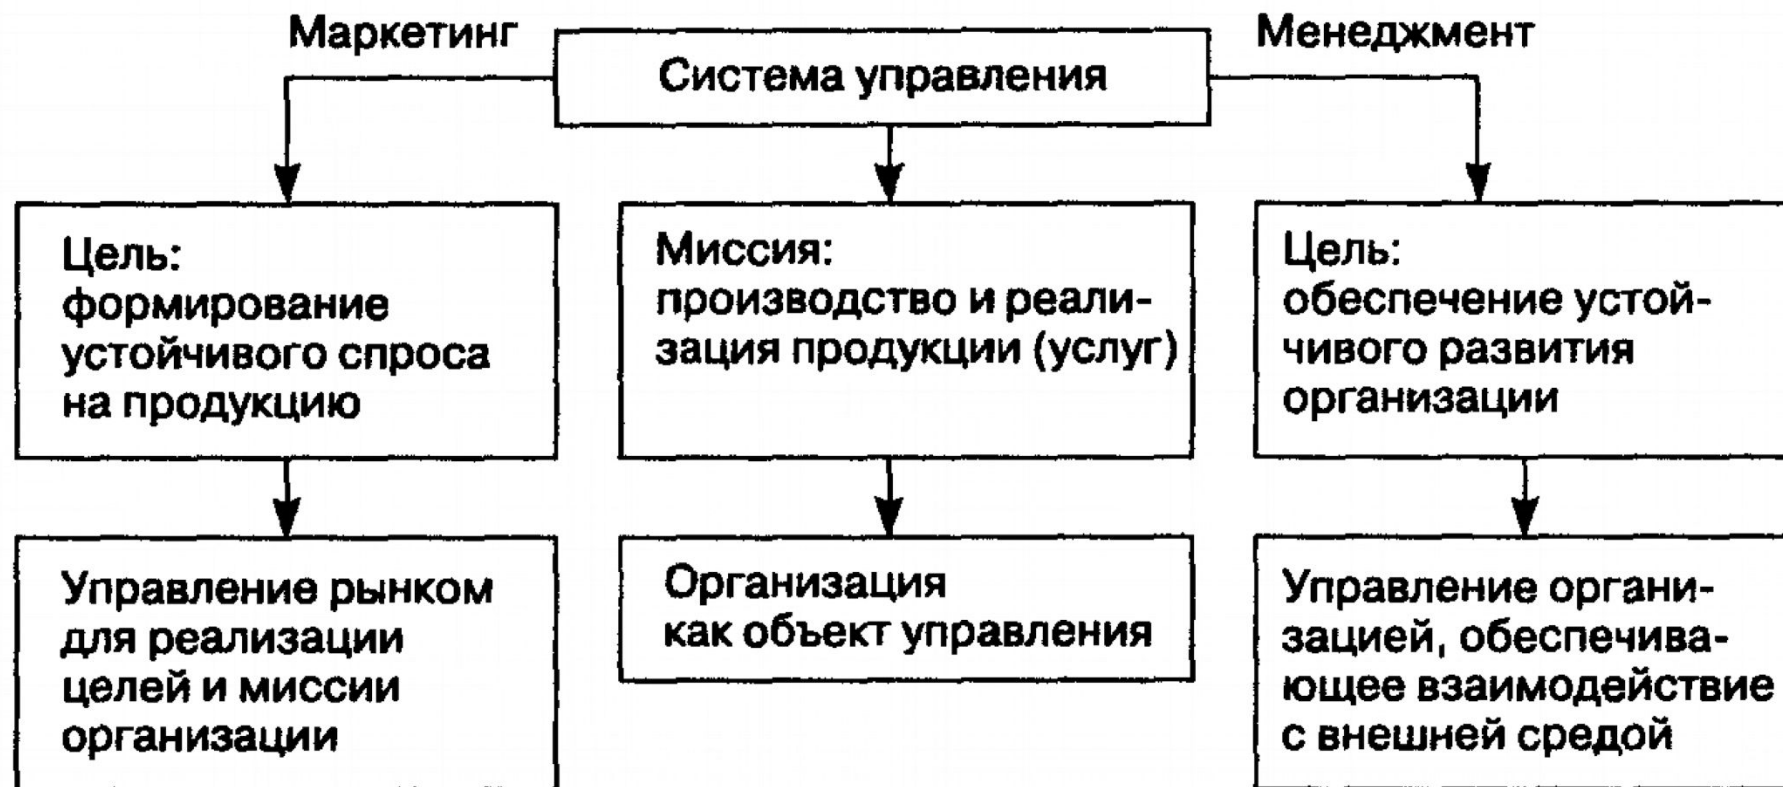 Маркетинг
Система управления
Менеджмент
Цель:
формирование
устойчивого спроса
на продукцию
Миссия:
производство и реали-
зация продукции (услуг)
Цель:
обеспечение устой-
чивого развития
организации
Управление рынком
для реализации
целей и миссии
организации
Организация
как объект управления
Управление органи-
зацией, обеспечива-
ющее взаимодействие
с внешней средой